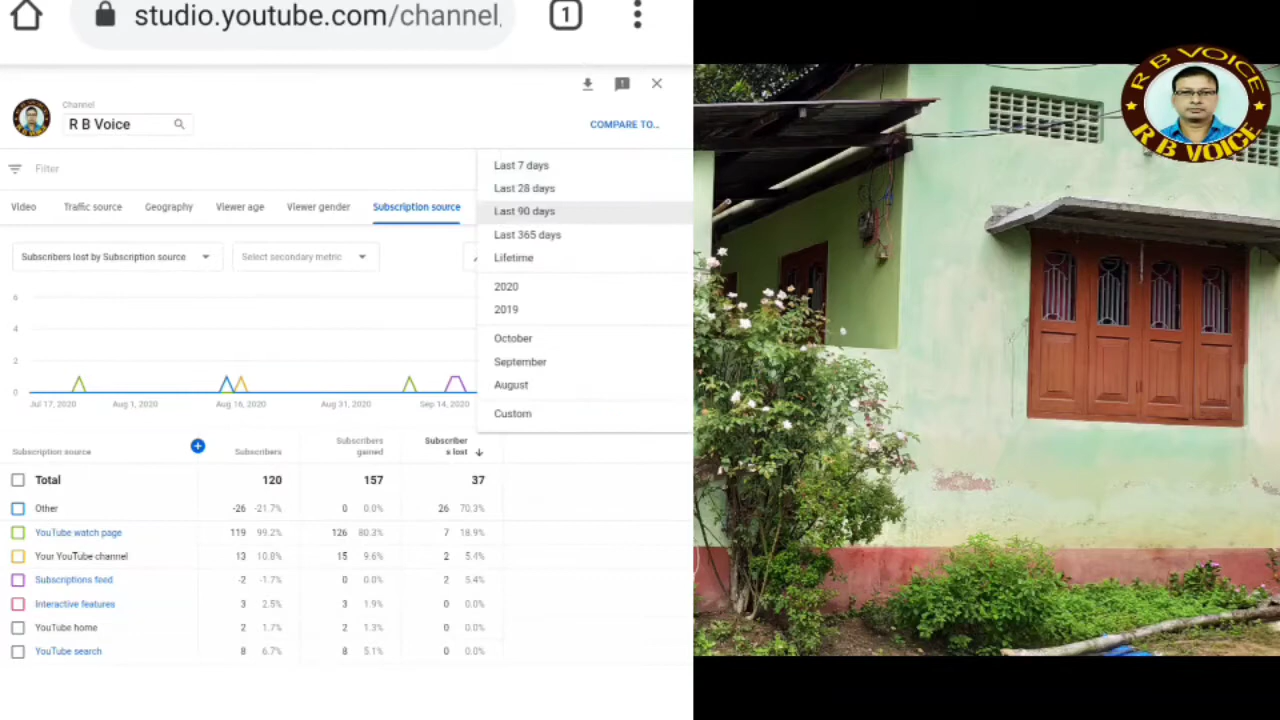 studio.youtube.com/channel
1
Channel
R B Voice
COMPARE TO...
Filter
Video Traffic source Geography Viewer age Viewer gender Subscription source
Subscribers lost by Subscription source Select secondary metric
Last 7 days
Last 28 days
Last 90 days
Last 365 days
Lifetime
2020
2019
October
September
August
Custom
6
4
2
0
Jul 17, 2020 Aug 1, 2020 Aug 16, 2020 Aug 31, 2020 Sep 14, 2020
Subscription source Subscribers Subscribers gained Subscribers lost
Total 120 157 37
Other -26 -21.7% 0 0.0% 26 70.3%
YouTube watch page 119 99.2% 126 80.3% 7 18.9%
Your YouTube channel 13 10.8% 15 9.6% 2 5.4%
Subscriptions feed -2 -1.7% 0 0.0% 2 5.4%
Interactive features 3 2.5% 3 1.9% 0 0.0%
YouTube home 2 1.7% 2 1.3% 0 0.0%
YouTube search 8 6.7% 8 5.1% 0 0.0%
R B VOICE
R B VOICE